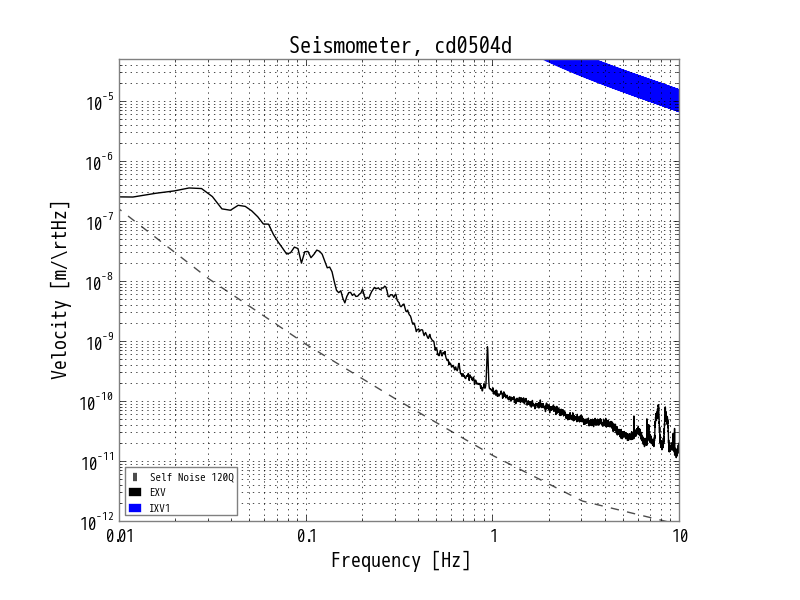 Seismometer, cd0504d
Velocity [m/\rtHz]
10^-5
10^-6
10^-7
10^-8
10^-9
10^-10
10^-11
10^-12
Self Noise 120Q
EXV
IXV1
0.01 0.1 1 10
Frequency [Hz]